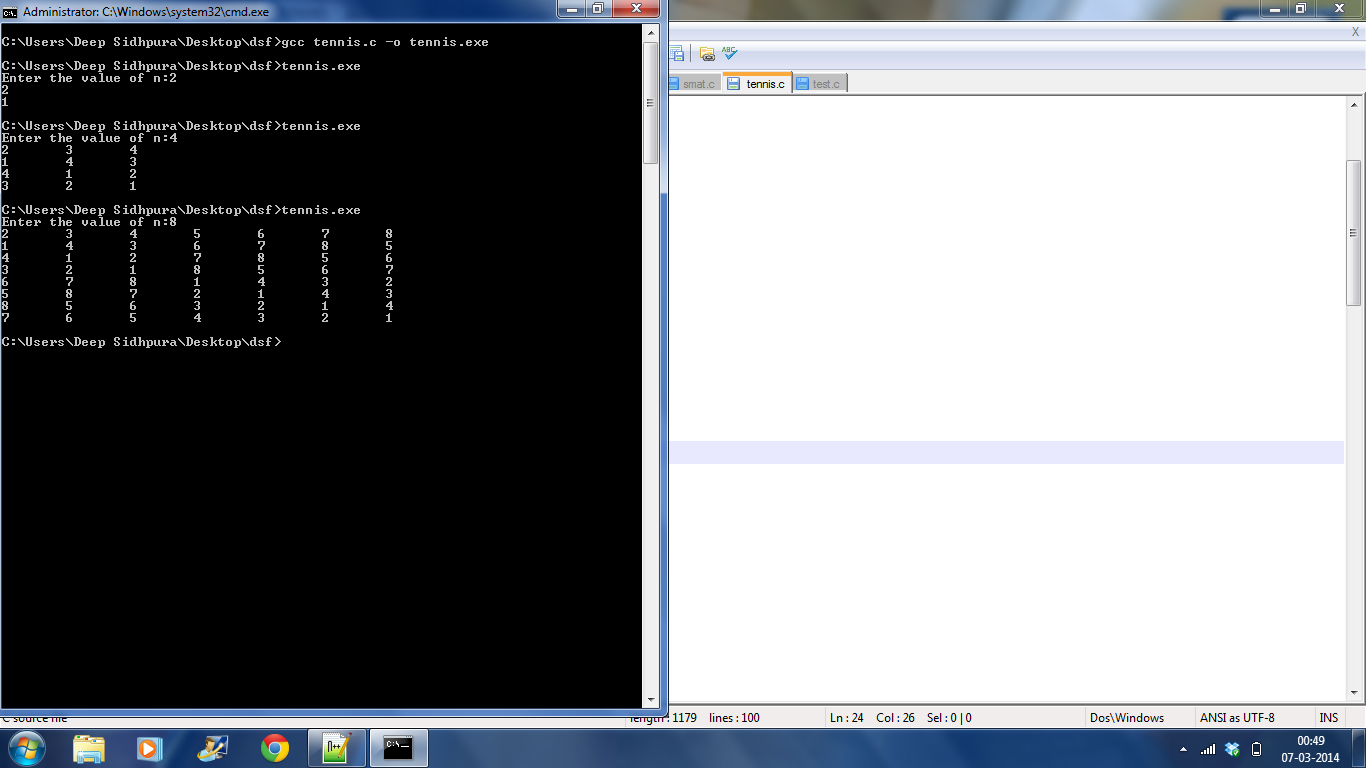 Administrator: C:\Windows\system32\cmd.exe
C:\Users\Deep Sidhpura\Desktop\dsf>gcc tennis.c -o tennis.exe
C:\Users\Deep Sidhpura\Desktop\dsf>tennis.exe
Enter the value of n:2
2
1
C:\Users\Deep Sidhpura\Desktop\dsf>tennis.exe
Enter the value of n:4
2 3 4
1 4 3
4 1 2
3 2 1
C:\Users\Deep Sidhpura\Desktop\dsf>tennis.exe
Enter the value of n:8
2 3 4 5 6 7 8
1 4 3 6 7 8 5
4 1 2 7 8 5 6
3 2 1 8 5 6 7
6 7 8 1 4 3 2
5 8 7 2 1 4 3
8 5 6 3 2 1 4
7 6 5 4 3 2 1
C:\Users\Deep Sidhpura\Desktop\dsf>
X
ABC
smat.c tennis.c test.c
C source file length : 1179 lines : 100 Ln : 24 Col : 26 Sel : 0 | 0 Dos\Windows ANSI as UTF-8 INS
00:49
07-03-2014